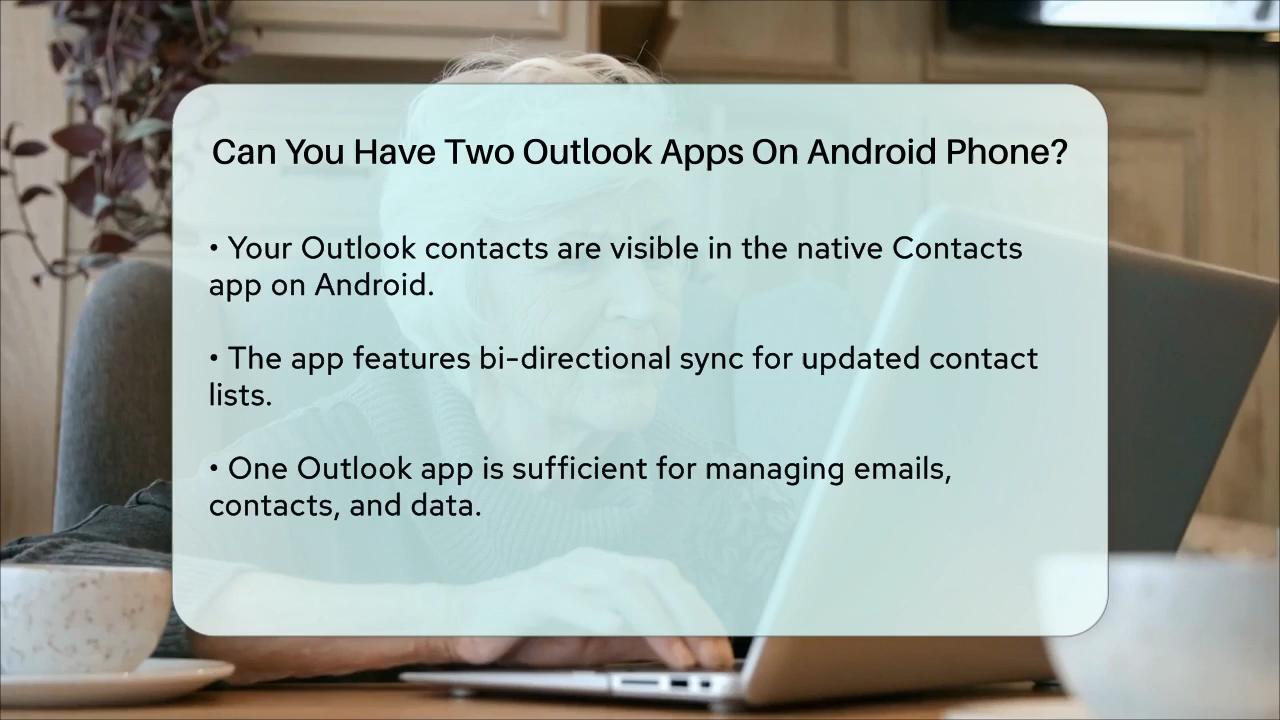 Can You Have Two Outlook Apps On Android Phone?
• Your Outlook contacts are visible in the native Contacts
app on Android.
• The app features bi-directional sync for updated contact
lists.
• One Outlook app is sufficient for managing emails,
contacts, and data.